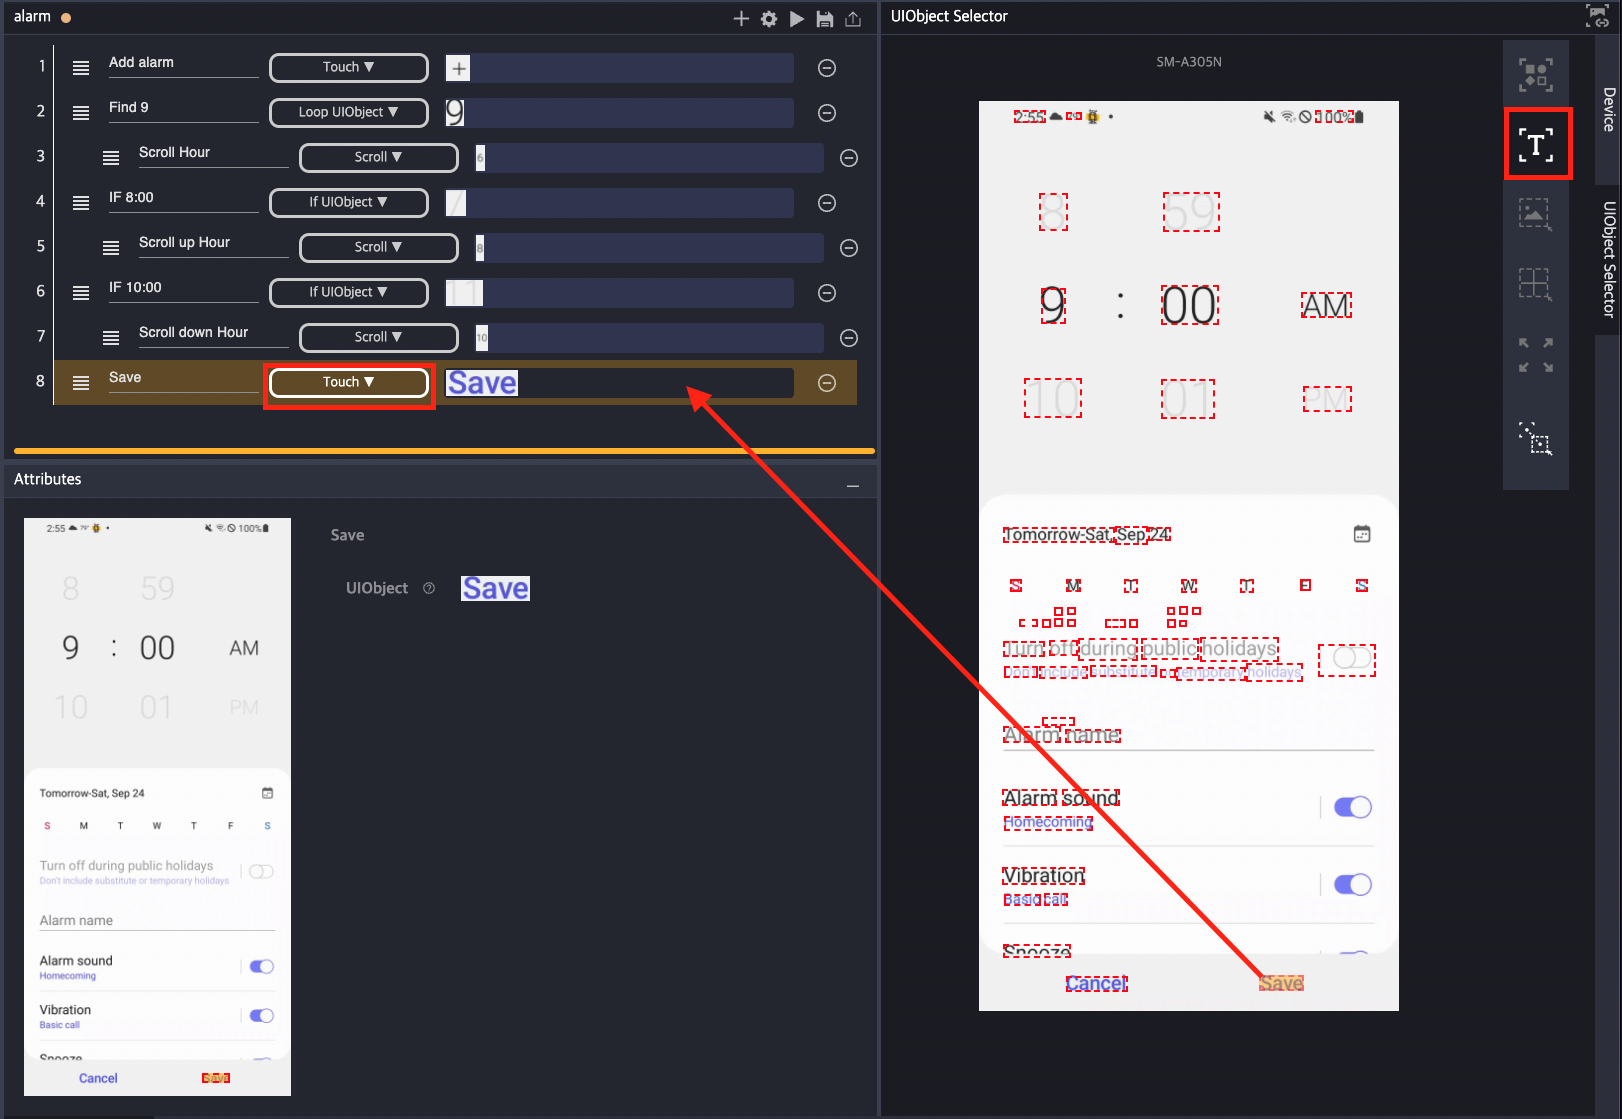 alarm
1 Add alarm Touch ▼ +
2 Find 9 Loop UIObject ▼ 9
3 Scroll Hour Scroll ▼ 6
4 IF 8:00 If UIObject ▼ 7
5 Scroll up Hour Scroll ▼ 8
6 IF 10:00 If UIObject ▼ 11
7 Scroll down Hour Scroll ▼ 10
8 Save Touch ▼ Save
Attributes
2:55 79° 100%
8 59
9 : 00 AM
10 01 PM
Tomorrow-Sat, Sep 24
S M T W T F S
Turn off during public holidays
Don't include substitute or temporary holidays
Alarm name
Alarm sound
Homecoming
Vibration
Basic call
Snooze
Cancel Save
Save
UIObject Save
UIObject Selector
SM-A305N
2:55 100%
8 59
9 : 00 AM
10 01 PM
Tomorrow-Sat, Sep 24
S M T W T F S
Turn off during public holidays
Don't include substitute or temporary holidays
Alarm name
Alarm sound
Homecoming
Vibration
Basic call
Snooze
Cancel Save
T
Device
UIObject Selector